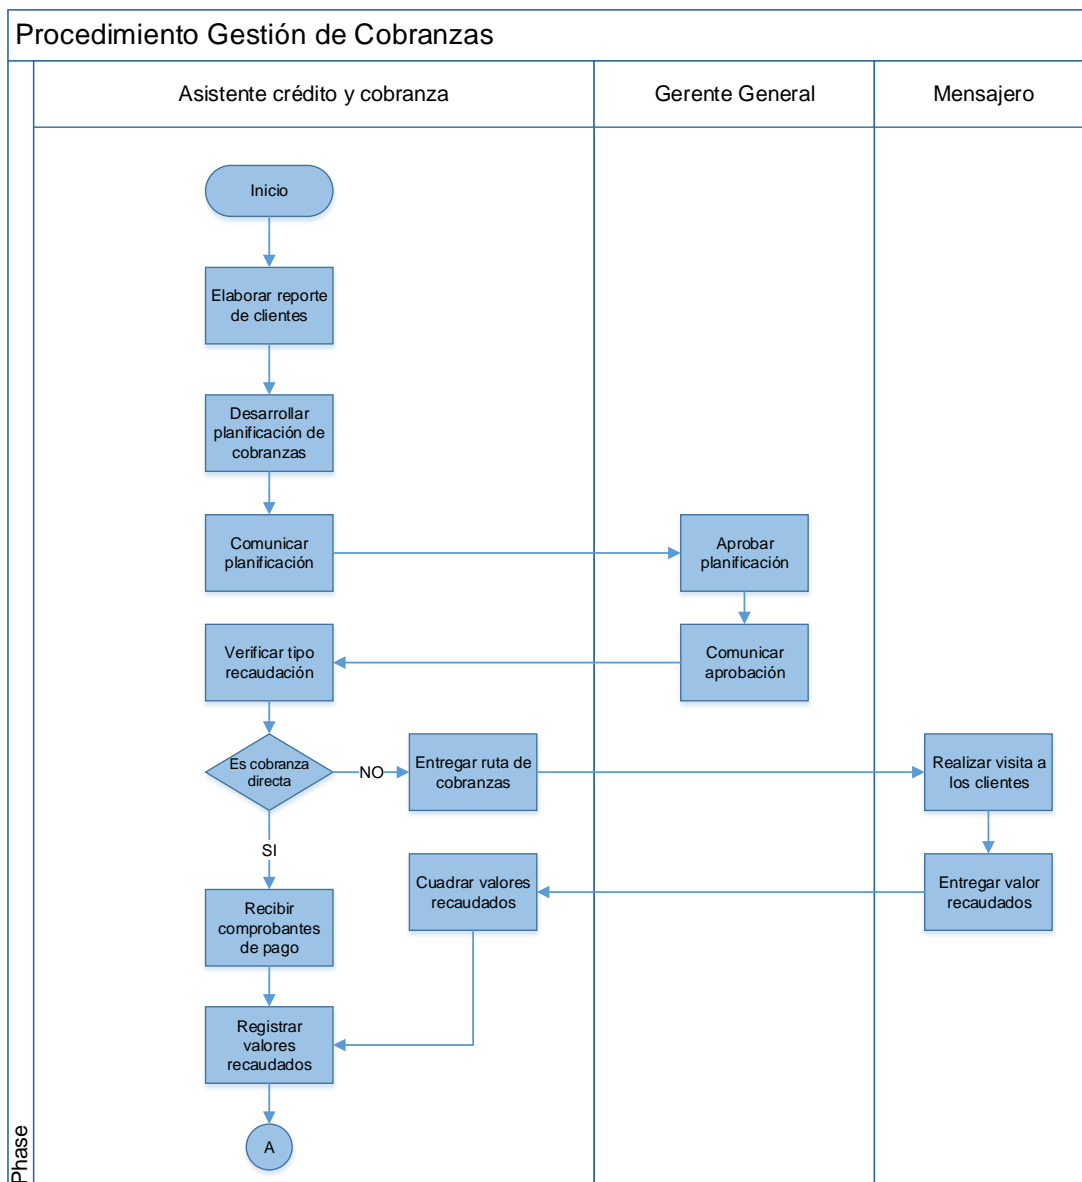 Procedimiento Gestión de Cobranzas
Asistente crédito y cobranza
Gerente General
Mensajero
Inicio
Elaborar reporte
de clientes
Desarrollar
planificación de
cobranzas
Comunicar
planificación
Aprobar
planificación
Verificar tipo
recaudación
Comunicar
aprobación
Es cobranza
directa
NO
Entregar ruta de
cobranzas
Realizar visita a
los clientes
SI
Cuadrar valores
recaudados
Entregar valor
recaudados
Recibir
comprobantes
de pago
Registrar
valores
recaudados
A
Phase